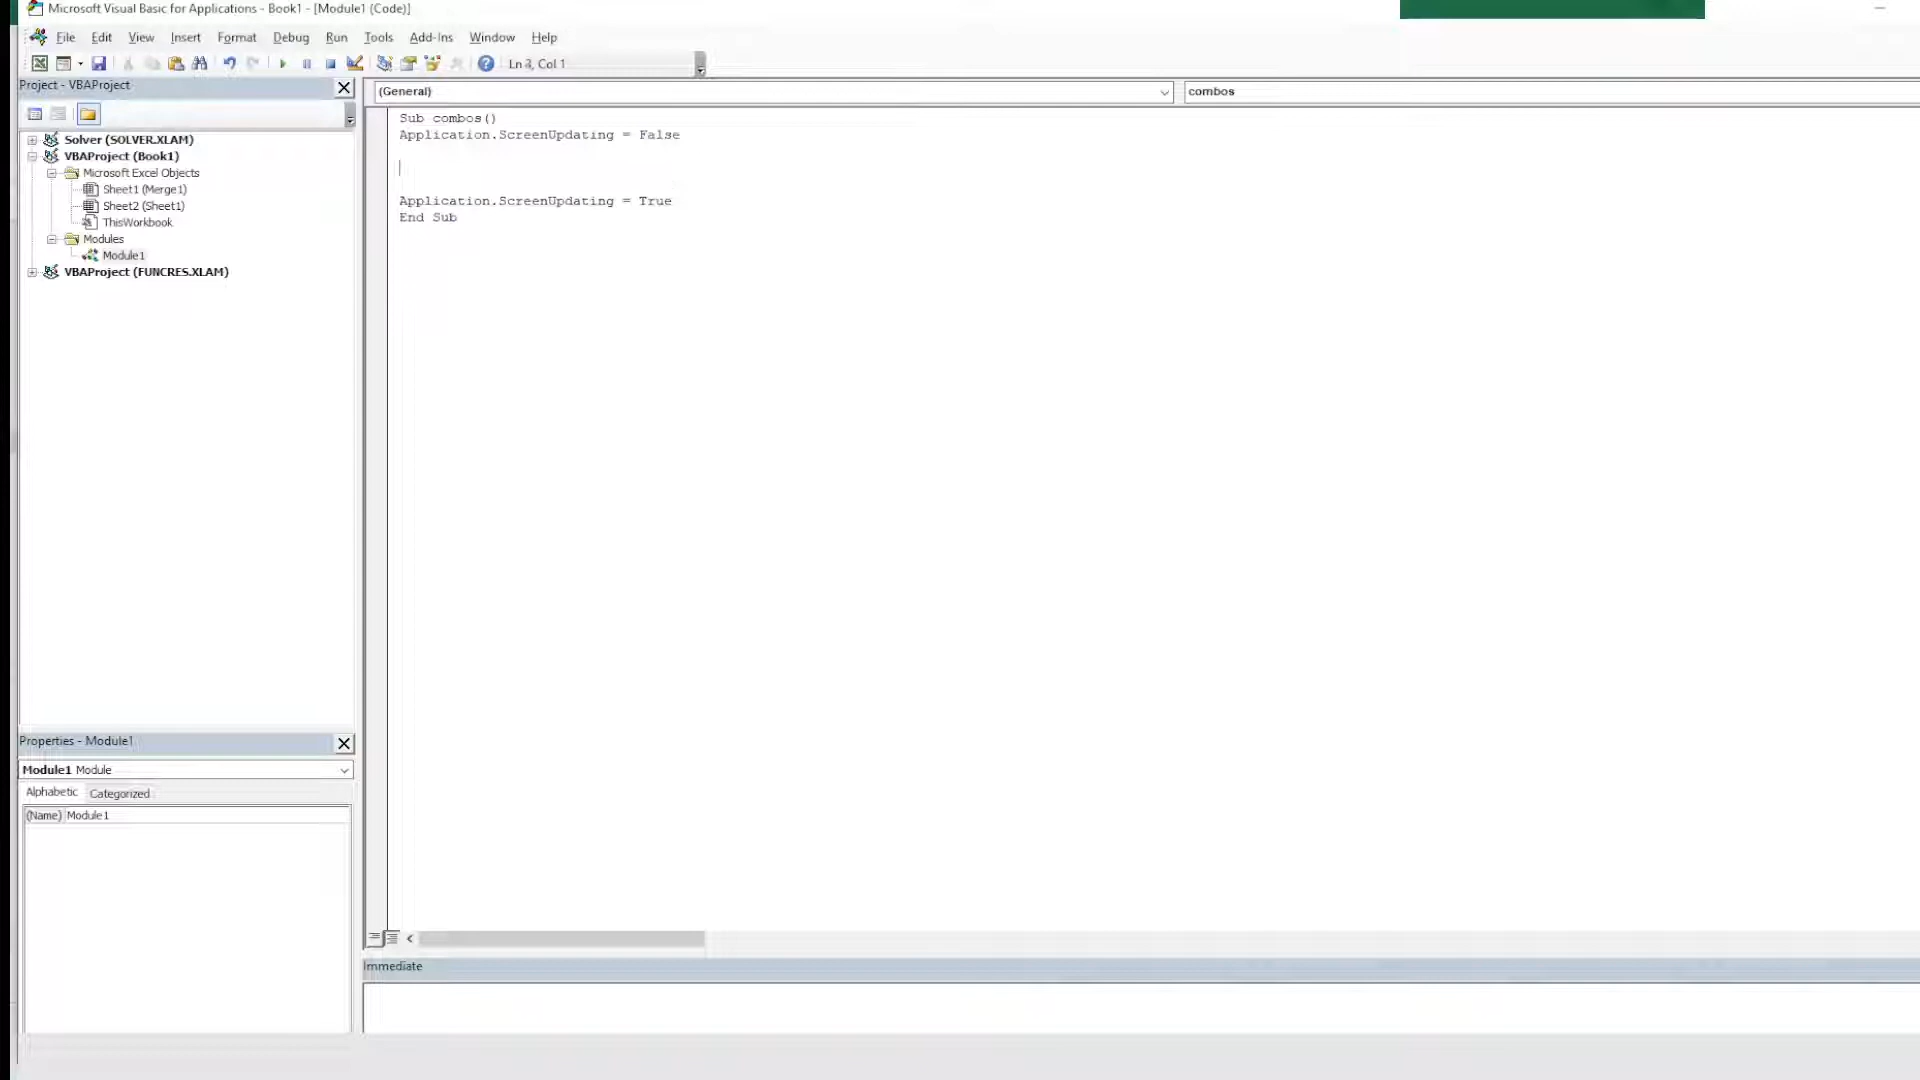 Microsoft Visual Basic for Applications - Book1 - [Module1 (Code)]
File Edit View Insert Format Debug Run Tools Add-Ins Window Help
Ln 3, Col 1
Project - VBAProject
(General)
combos
Solver (SOLVER.XLAM)
VBAProject (Book1)
Microsoft Excel Objects
Sheet1 (Merge1)
Sheet2 (Sheet1)
ThisWorkbook
Modules
Module1
VBAProject (FUNCRES.XLAM)
Sub combos()
Application.ScreenUpdating = False
Application.ScreenUpdating = True
End Sub
Properties - Module1
Module1 Module
Alphabetic Categorized
(Name) Module1
Immediate